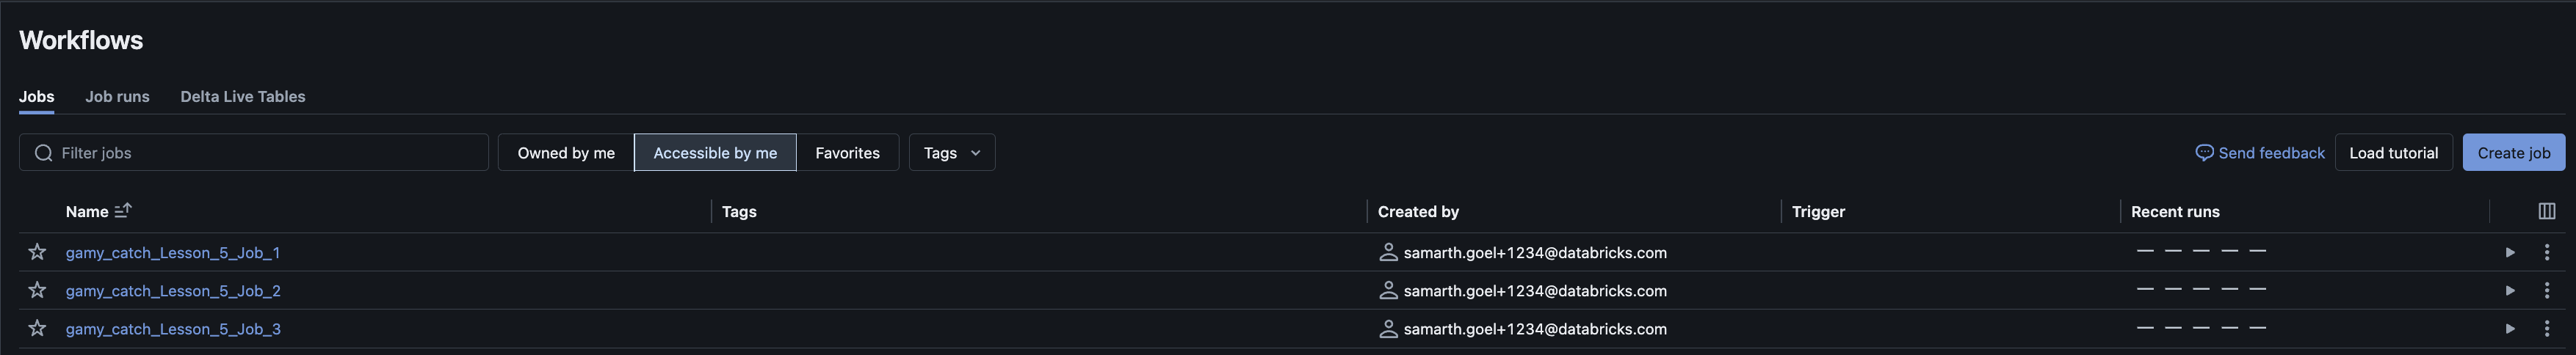 Workflows
Jobs Job runs Delta Live Tables
Filter jobs Owned by me Accessible by me Favorites Tags Send feedback Load tutorial Create job
Name Tags Created by Trigger Recent runs
gamy_catch_Lesson_5_Job_1 samarth.goel+1234@databricks.com
gamy_catch_Lesson_5_Job_2 samarth.goel+1234@databricks.com
gamy_catch_Lesson_5_Job_3 samarth.goel+1234@databricks.com